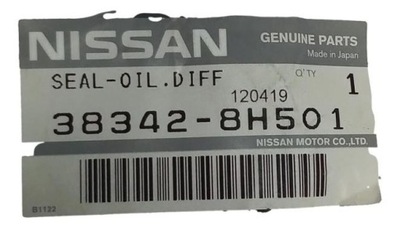 NISSAN
GENUINE PARTS
Made in Japan
SEAL-OIL.DIFF
Q'TY
1
120419
38342-8H501
NISSAN MOTOR CO.,LTD.
B1122